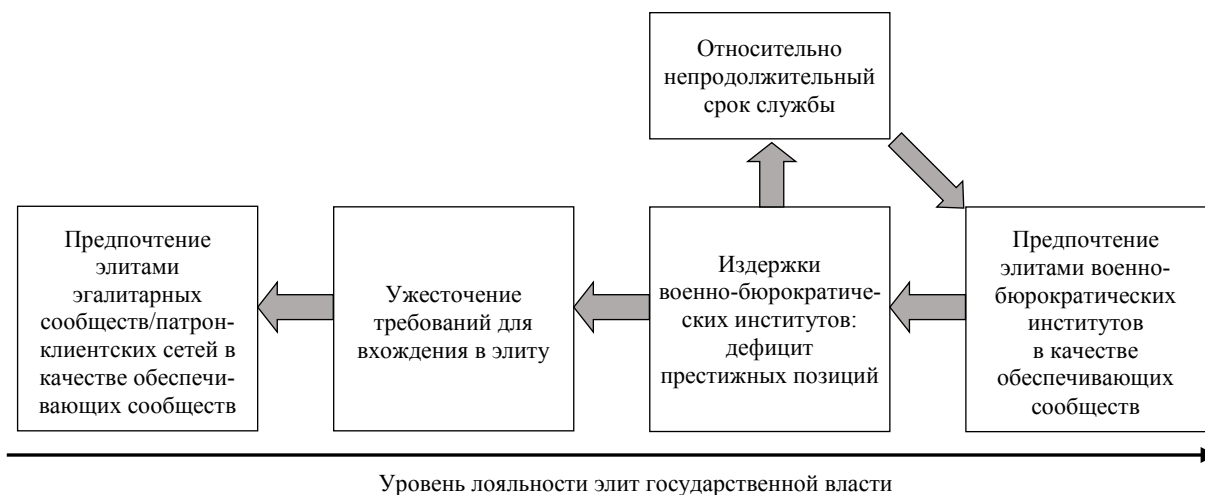 Относительно
непродолжительный
срок службы
Предпочтение
элитами
эгалитарных
сообществ/патрон-
клиентских сетей в
качестве обеспечи-
вающих сообществ
Ужесточение
требований для
вхождения в элиту
Издержки
военно-бюрократиче-
ских институтов:
дефицит
престижных позиций
Предпочтение
элитами военно-
бюрократических
институтов
в качестве
обеспечивающих
сообществ
Уровень лояльности элит государственной власти